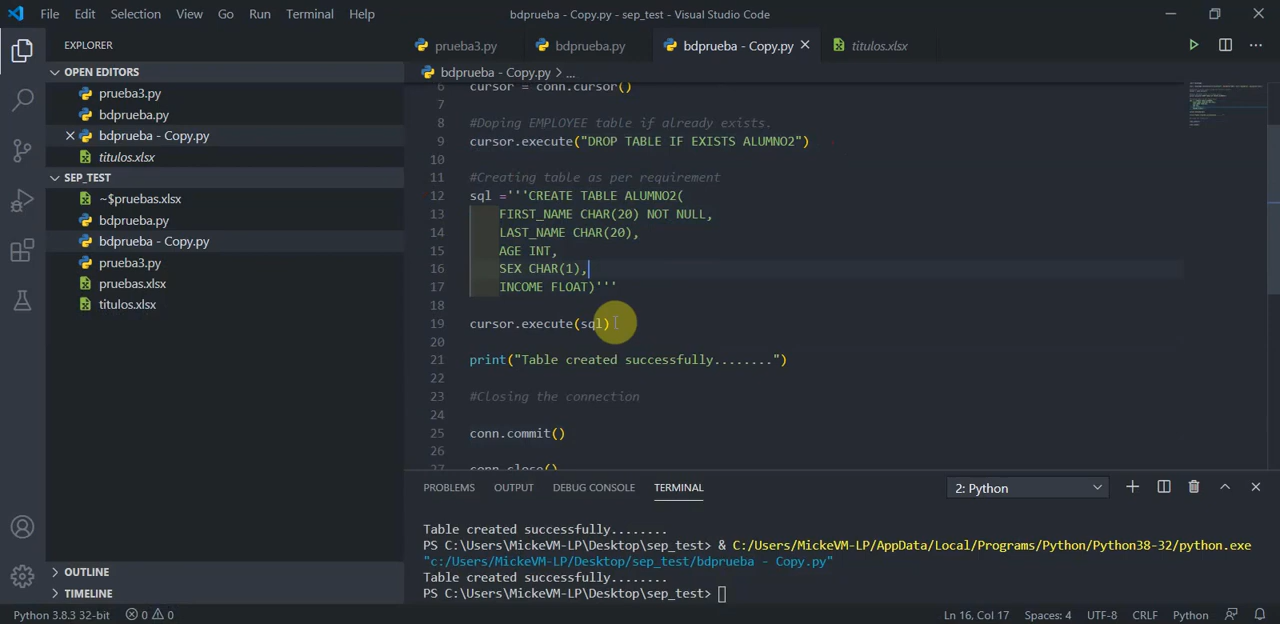 File Edit Selection View Go Run Terminal Help
bdprueba - Copy.py - sep_test - Visual Studio Code
EXPLORER
OPEN EDITORS
prueba3.py
bdprueba.py
bdprueba - Copy.py
titulos.xlsx
SEP_TEST
~$pruebas.xlsx
bdprueba.py
bdprueba - Copy.py
prueba3.py
pruebas.xlsx
titulos.xlsx
OUTLINE
TIMELINE
prueba3.py
bdprueba.py
bdprueba - Copy.py
titulos.xlsx
bdprueba - Copy.py > ...
6 cursor = conn.cursor()
7
8 #Doping EMPLOYEE table if already exists.
9 cursor.execute("DROP TABLE IF EXISTS ALUMNO2")
10
11 #Creating table as per requirement
12 sql ='''CREATE TABLE ALUMNO2(
13 FIRST_NAME CHAR(20) NOT NULL,
14 LAST_NAME CHAR(20),
15 AGE INT,
16 SEX CHAR(1),
17 INCOME FLOAT)'''
18
19 cursor.execute(sql)
20
21 print("Table created successfully........")
22
23 #Closing the connection
24
25 conn.commit()
26
27 conn.close()
PROBLEMS OUTPUT DEBUG CONSOLE TERMINAL
2: Python
Table created successfully........
PS C:\Users\MickeVM-LP\Desktop\sep_test> & C:/Users/MickeVM-LP/AppData/Local/Programs/Python/Python38-32/python.exe
"c:/Users/MickeVM-LP/Desktop/sep_test/bdprueba - Copy.py"
Table created successfully........
PS C:\Users\MickeVM-LP\Desktop\sep_test>
Python 3.8.3 32-bit
0
0
Ln 16, Col 17
Spaces: 4
UTF-8
CRLF
Python